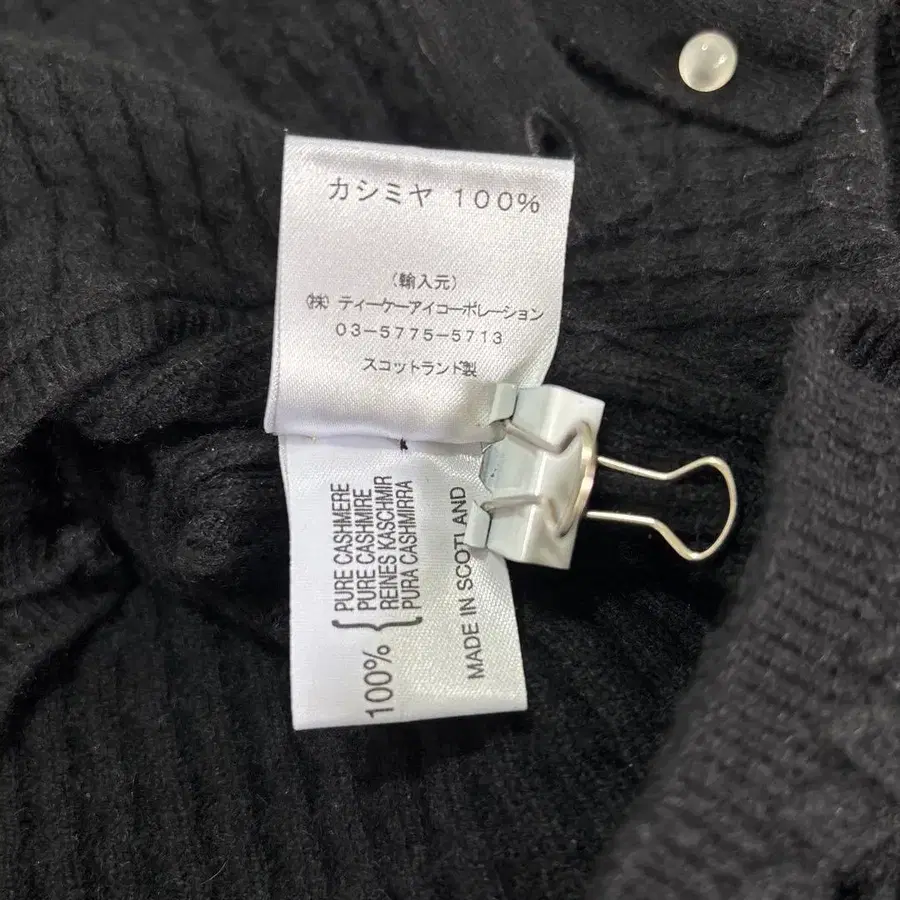 カシミヤ 100%
（輸入元）
㈱ ティーケーアイコーポレーション
03-5775-5713
スコットランド製
100% { PURE CASHMERE
PURE CASHMIRE
REINES KASCHMIR
PURA CASHMIRRA
MADE IN SCOTLAND